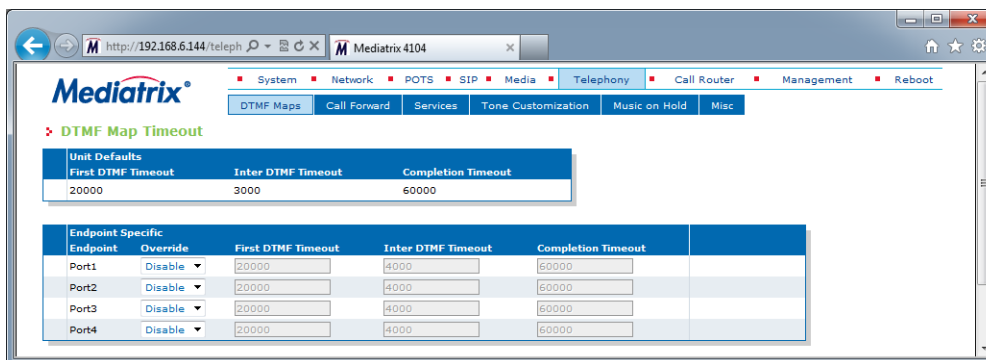 http://192.168.6.144/teleph
Mediatrix 4104
Mediatrix®
System Network POTS SIP Media Telephony Call Router Management Reboot
DTMF Maps Call Forward Services Tone Customization Music on Hold Misc
DTMF Map Timeout
Unit Defaults
First DTMF Timeout Inter DTMF Timeout Completion Timeout
20000 3000 60000
Endpoint Specific
Endpoint Override First DTMF Timeout Inter DTMF Timeout Completion Timeout
Port1 Disable 20000 4000 60000
Port2 Disable 20000 4000 60000
Port3 Disable 20000 4000 60000
Port4 Disable 20000 4000 60000